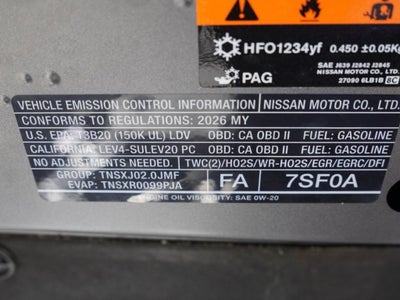 HFO1234yf 0.450 ±0.05Kg
PAG
SAE J639 J2842 J2845
NISSAN MOTOR CO., LTD.
27090 6LB1B 8C
VEHICLE EMISSION CONTROL INFORMATION NISSAN MOTOR CO., LTD.
CONFORMS TO REGULATIONS: 2026 MY
U.S. EPA: T3B20 (150K UL) LDV OBD: CA OBD II FUEL: GASOLINE
CALIFORNIA: LEV4-SULEV20 PC OBD: CA OBD II FUEL: GASOLINE
NO ADJUSTMENTS NEEDED. TWC(2)/HO2S/WR-HO2S/EGR/EGRC/DFI
GROUP: TNSXJ02.0JMF
EVAP: TNSXR0099PJA
FA 7SF0A
ENGINE OIL VISCOSITY: SAE 0W-20